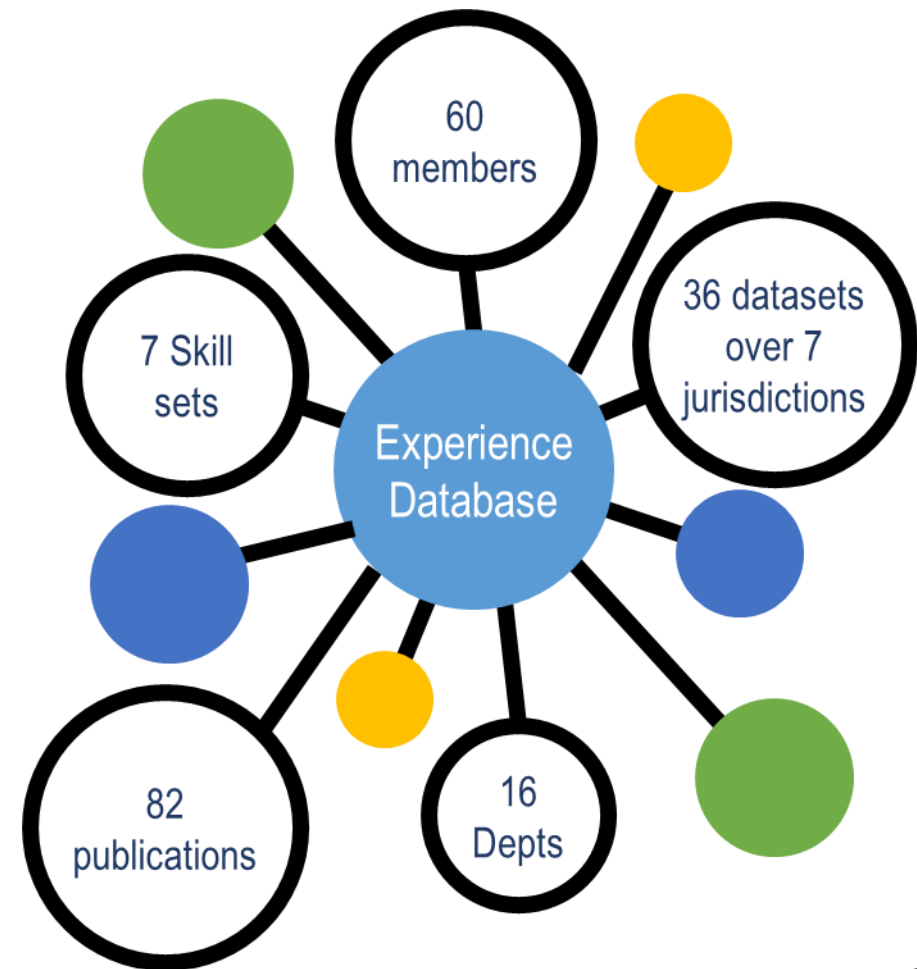 60
members
36 datasets
over 7
jurisdictions
7 Skill
sets
Experience
Database
82
publications
16
Depts